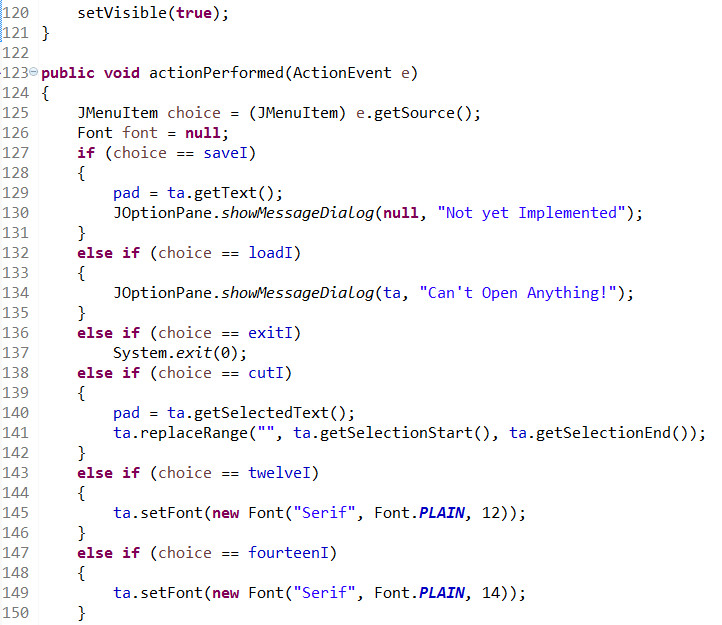 120     setVisible(true);
121 }
122
123 public void actionPerformed(ActionEvent e)
124 {
125     JMenuItem choice = (JMenuItem) e.getSource();
126     Font font = null;
127     if (choice == saveI)
128     {
129         pad = ta.getText();
130         JOptionPane.showMessageDialog(null, "Not yet Implemented");
131     }
132     else if (choice == loadI)
133     {
134         JOptionPane.showMessageDialog(ta, "Can't Open Anything!");
135     }
136     else if (choice == exitI)
137         System.exit(0);
138     else if (choice == cutI)
139     {
140         pad = ta.getSelectedText();
141         ta.replaceRange("", ta.getSelectionStart(), ta.getSelectionEnd());
142     }
143     else if (choice == twelveI)
144     {
145         ta.setFont(new Font("Serif", Font.PLAIN, 12));
146     }
147     else if (choice == fourteenI)
148     {
149         ta.setFont(new Font("Serif", Font.PLAIN, 14));
150     }